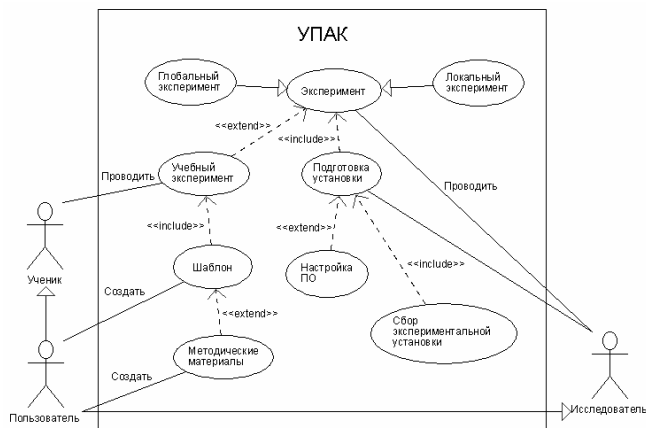 УПАК
Глобальный
эксперимент
Эксперимент
Локальный
эксперимент
<<extend>>
<<include>>
Учебный
эксперимент
Подготовка
установки
Проводить
Проводить
<<include>>
<<extend>>
Ученик
Шаблон
Настройка
ПО
<<include>>
Создать
<<extend>>
Сбор
экспериментальной
установки
Методические
материалы
Создать
Пользователь
Исследователь